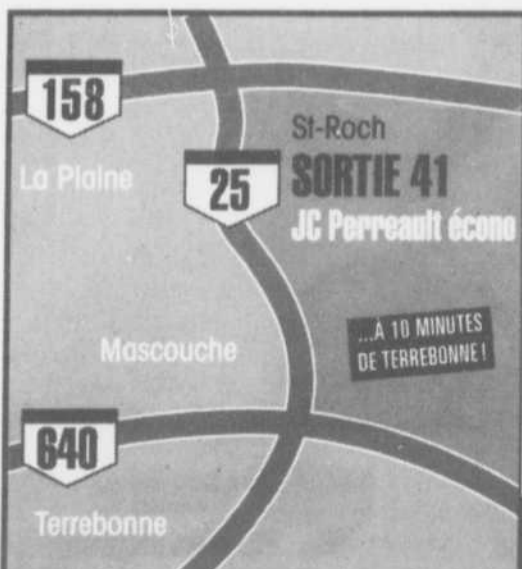 158
St-Roch
La Plaine
25
SORTIE 41
JC Perreault écono
...À 10 MINUTES
DE TERREBONNE!
Mascouche
640
Terrebonne